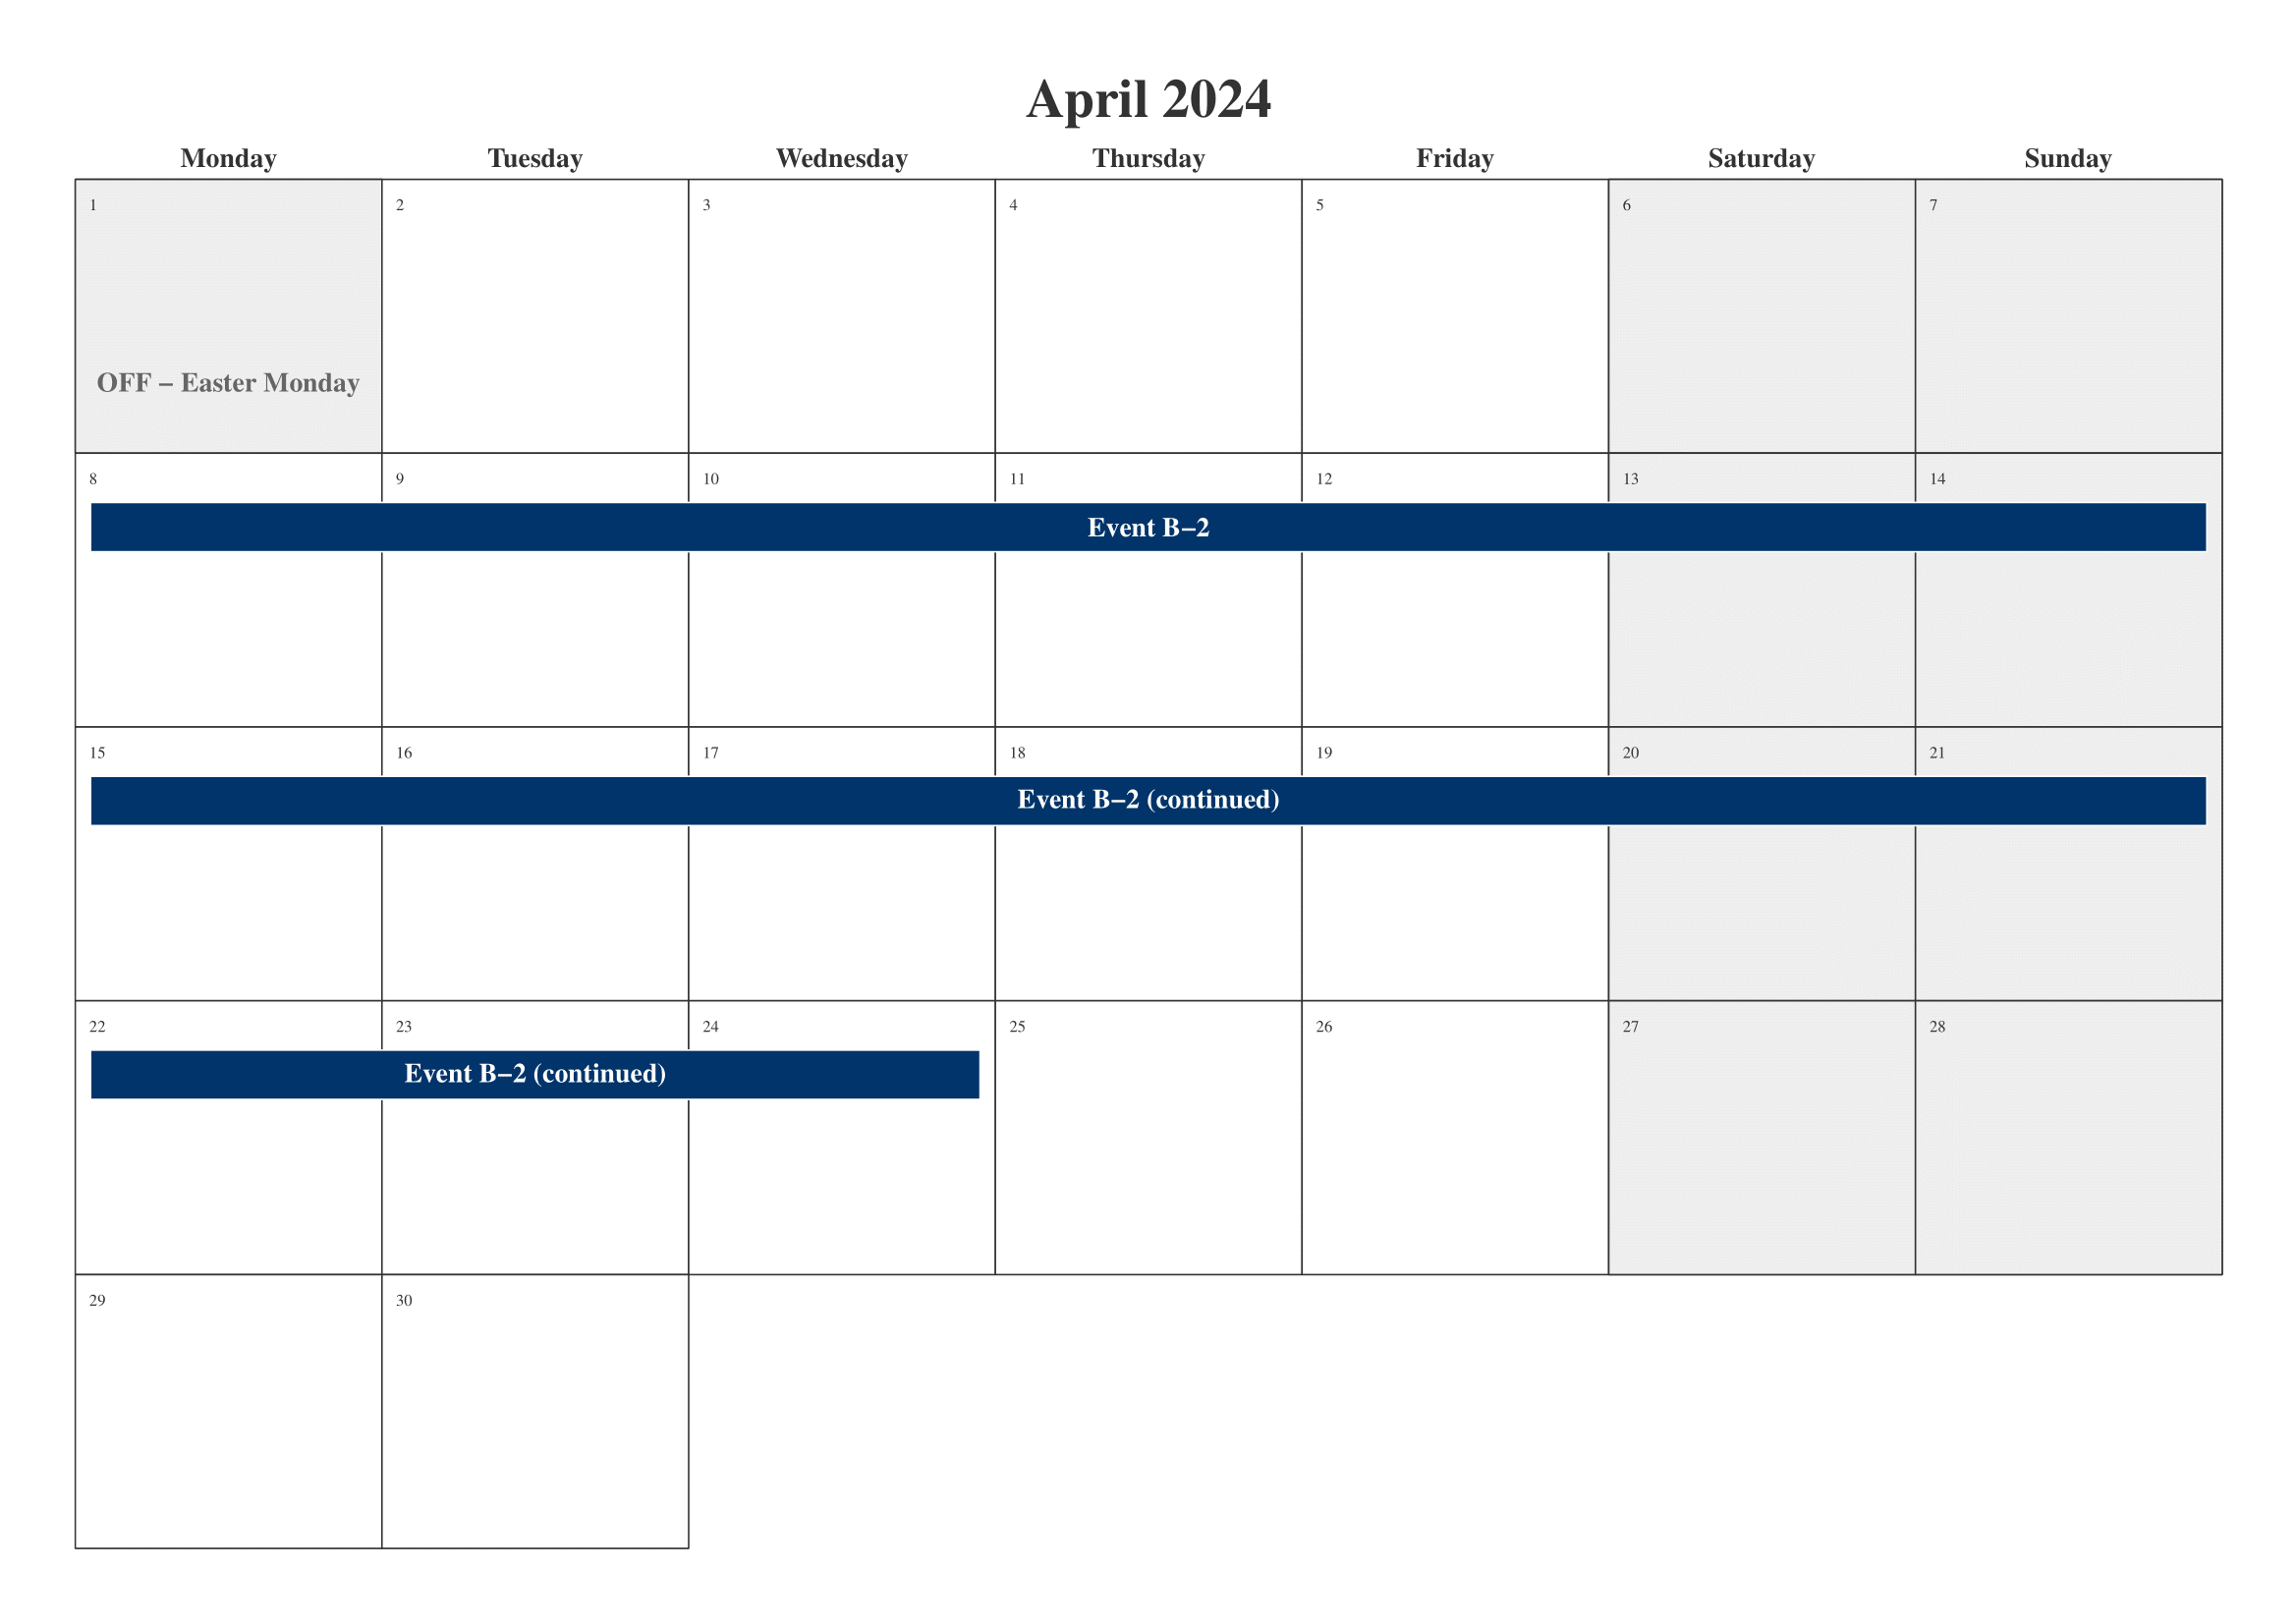 April 2024
Monday Tuesday Wednesday Thursday Friday Saturday Sunday
1 2 3 4 5 6 7
OFF – Easter Monday
8 9 10 11 12 13 14
Event B–2
15 16 17 18 19 20 21
Event B–2 (continued)
22 23 24 25 26 27 28
Event B–2 (continued)
29 30